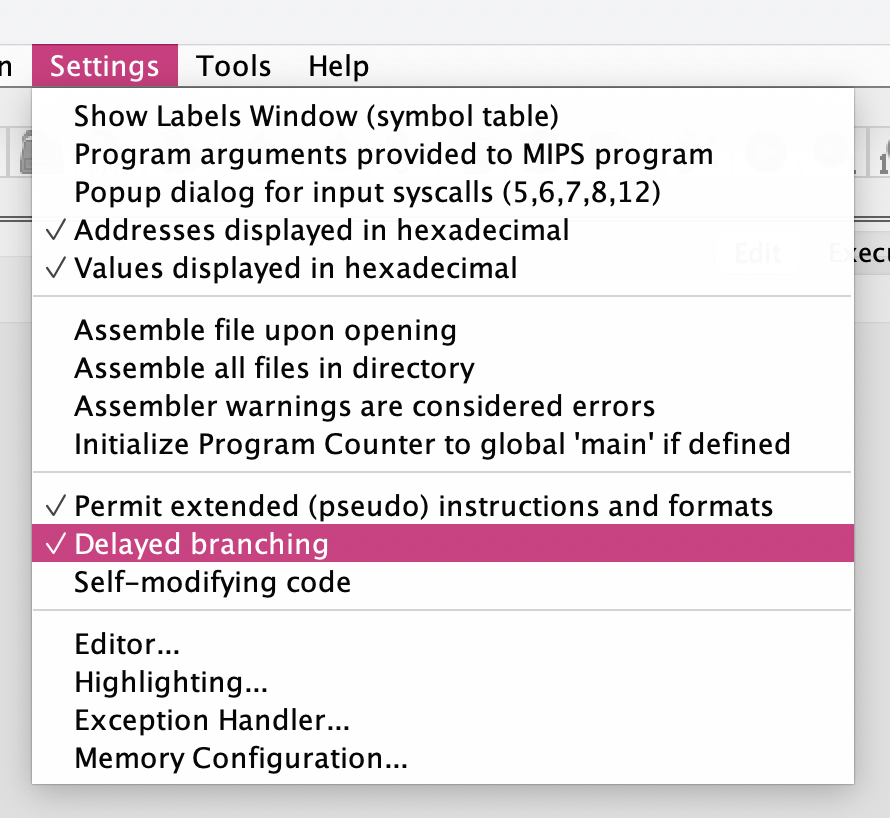 n Settings Tools Help
Show Labels Window (symbol table)
Program arguments provided to MIPS program
Popup dialog for input syscalls (5,6,7,8,12)
✓ Addresses displayed in hexadecimal
Edit
✓ Values displayed in hexadecimal
Assemble file upon opening
Assemble all files in directory
Assembler warnings are considered errors
Initialize Program Counter to global 'main' if defined
✓ Permit extended (pseudo) instructions and formats
✓ Delayed branching
Self-modifying code
Editor...
Highlighting...
Exception Handler...
Memory Configuration...